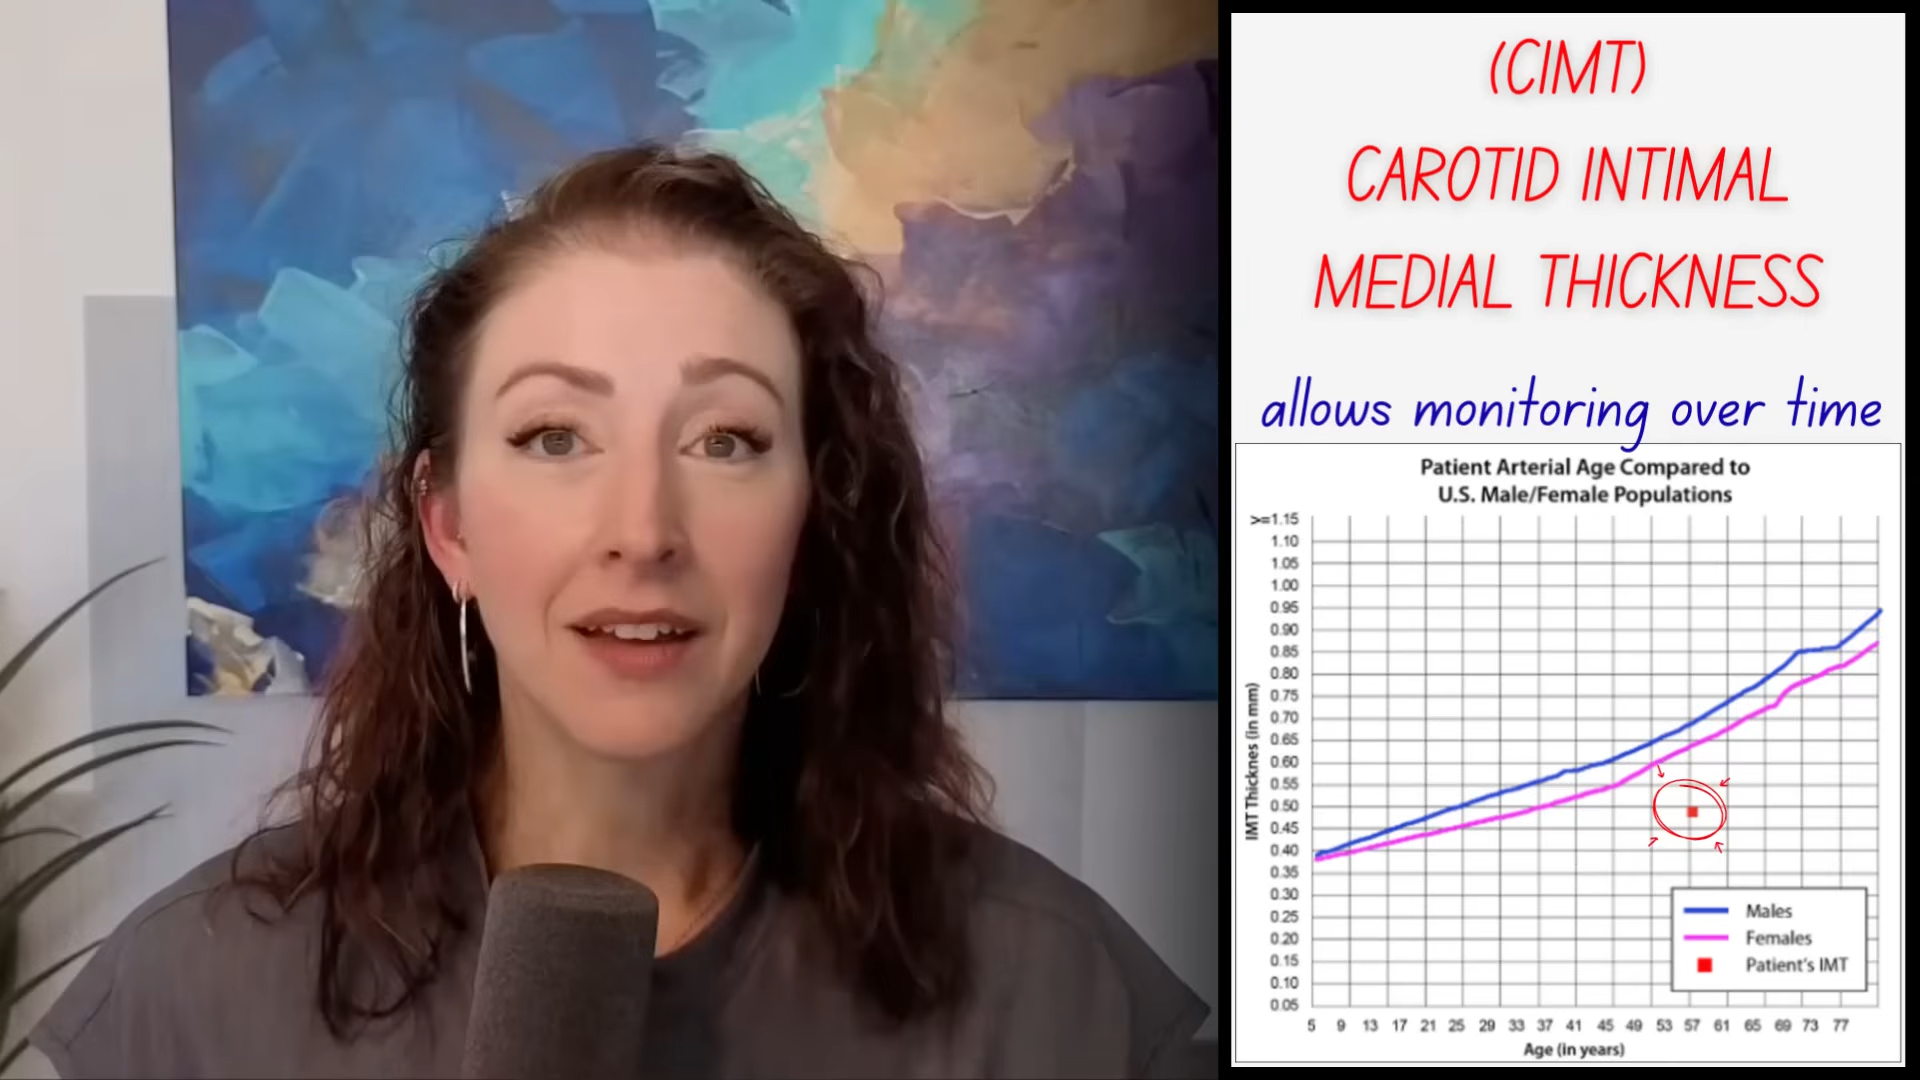 (CIMT)
CAROTID INTIMAL
MEDIAL THICKNESS
allows monitoring over time
Patient Arterial Age Compared to
U.S. Male/Female Populations
>=1.15
1.10
1.05
1.00
0.95
0.90
0.85
0.80
0.75
0.70
0.65
0.60
0.55
0.50
0.45
0.40
0.35
0.30
0.25
0.20
0.15
0.10
0.05
IMT Thicknes (in mm)
Males
Females
Patient's IMT
5 9 13 17 21 25 29 33 37 41 45 49 53 57 61 65 69 73 77
Age (in years)